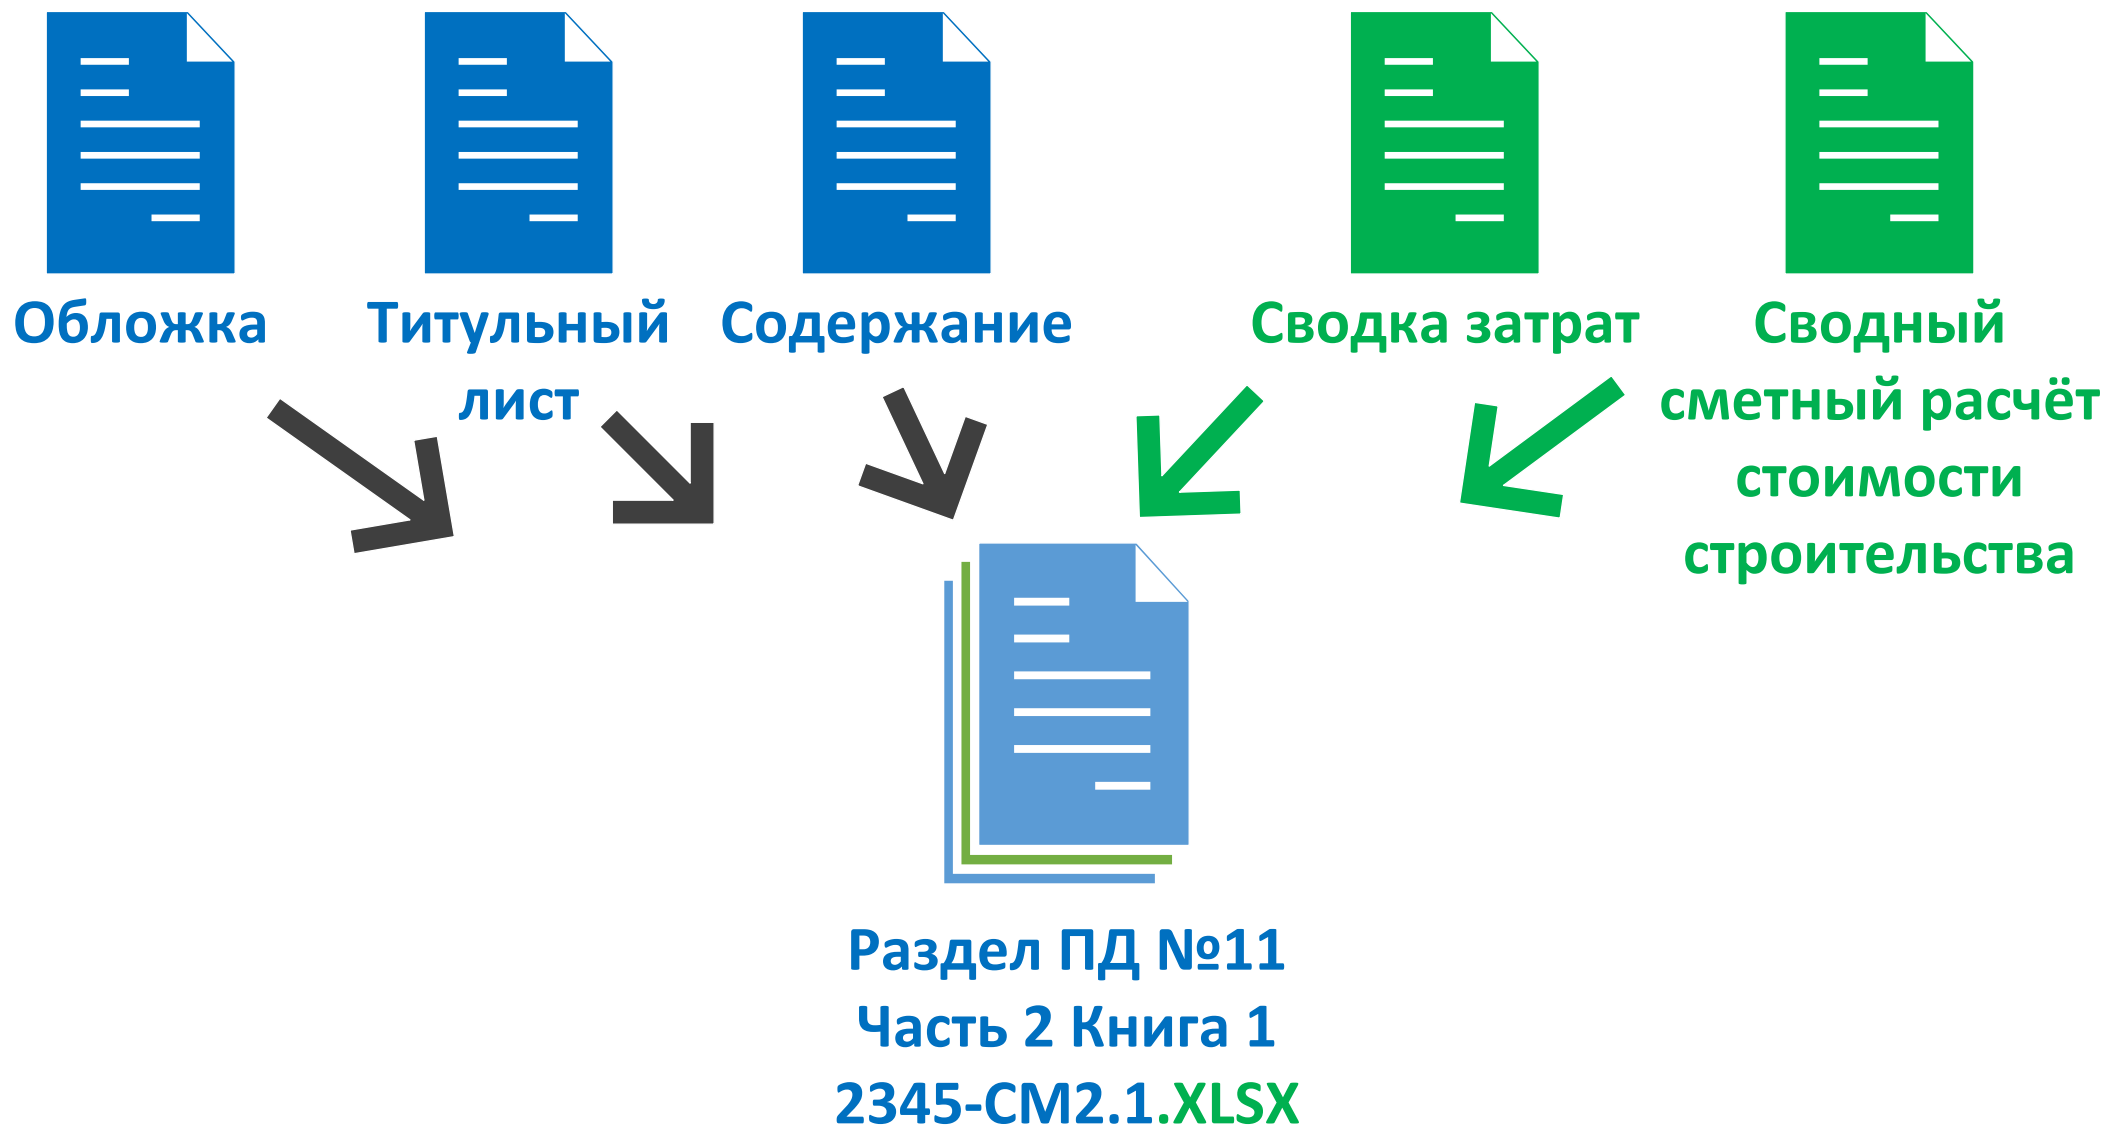 Обложка
Титульный
лист
Содержание
Сводка затрат
Сводный
сметный расчёт
стоимости
строительства
Раздел ПД №11
Часть 2 Книга 1
2345-СМ2.1.XLSX